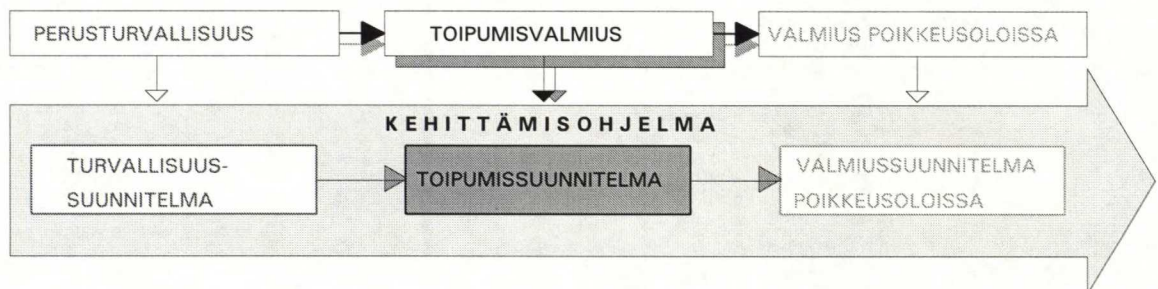 PERUSTURVALLISUUS
TOIPUMISVALMIUS
VALMIUS POIKKEUSOLOISSA
KEHITTÄMISOHJELMA
TURVALLISUUS-
SUUNNITELMA
TOIPUMISSUUNNITELMA
VALMIUSSUUNNITELMA
POIKKEUSOLOISSA